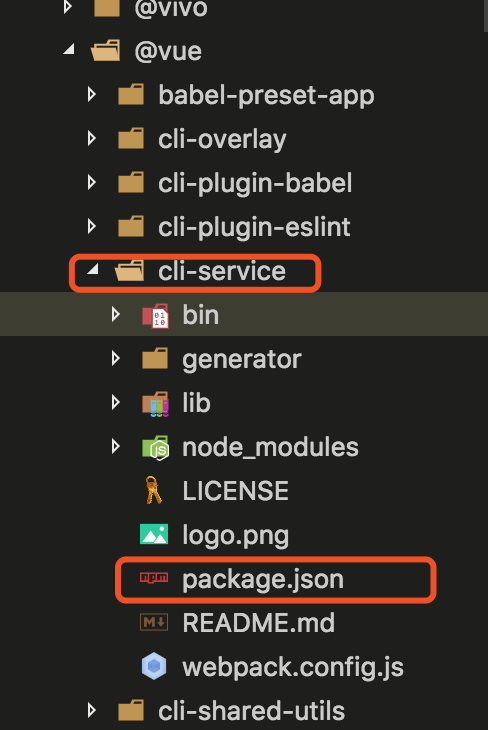 @vivo
@vue
babel-preset-app
cli-overlay
cli-plugin-babel
cli-plugin-eslint
cli-service
bin
generator
lib
node_modules
LICENSE
logo.png
package.json
README.md
webpack.config.js
cli-shared-utils